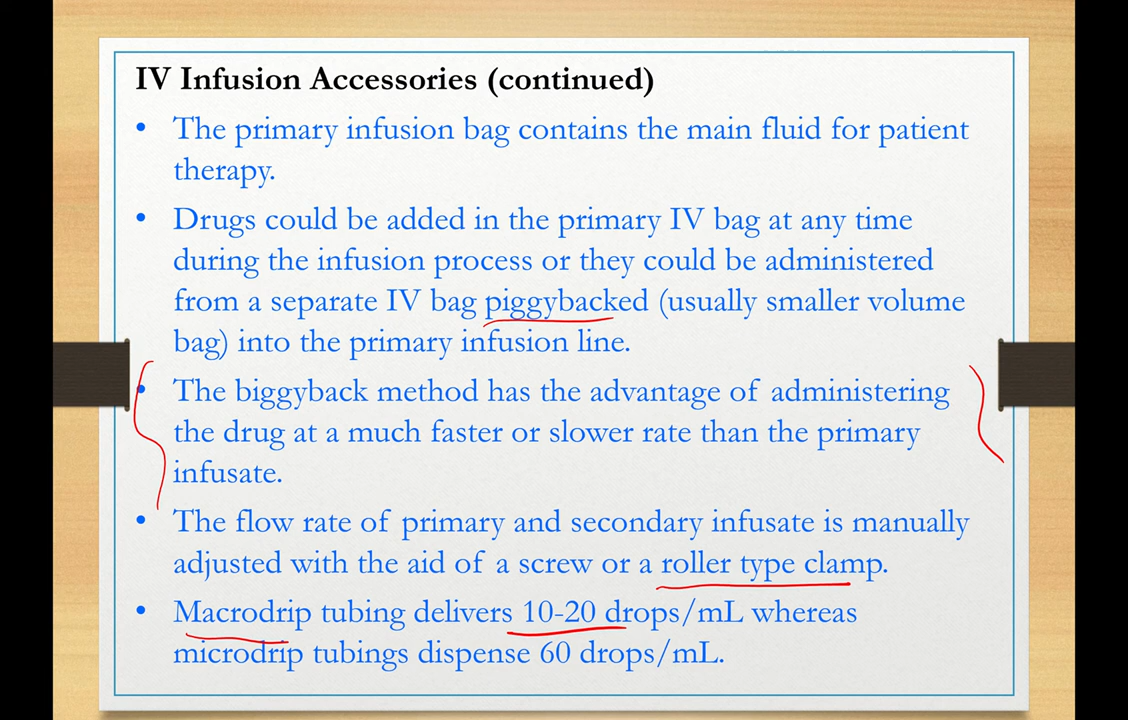 IV Infusion Accessories (continued)
• The primary infusion bag contains the main fluid for patient
therapy.
• Drugs could be added in the primary IV bag at any time
during the infusion process or they could be administered
from a separate IV bag piggybacked (usually smaller volume
bag) into the primary infusion line.
• The biggyback method has the advantage of administering
the drug at a much faster or slower rate than the primary
infusate.
• The flow rate of primary and secondary infusate is manually
adjusted with the aid of a screw or a roller type clamp.
• Macrodrip tubing delivers 10-20 drops/mL whereas
microdrip tubings dispense 60 drops/mL.